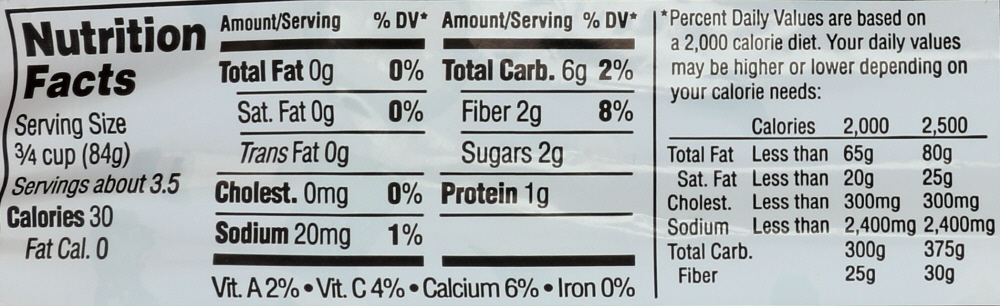 Nutrition
Facts
Serving Size
3/4 cup (84g)
Servings about 3.5
Calories 30
Fat Cal. 0
Amount/Serving % DV*
Total Fat 0g 0%
Sat. Fat 0g 0%
Trans Fat 0g
Cholest. 0mg 0%
Sodium 20mg 1%
Amount/Serving % DV*
Total Carb. 6g 2%
Fiber 2g 8%
Sugars 2g
Protein 1g
Vit. A 2% • Vit. C 4% • Calcium 6% • Iron 0%
*Percent Daily Values are based on
a 2,000 calorie diet. Your daily values
may be higher or lower depending on
your calorie needs:
Calories 2,000 2,500
Total Fat Less than 65g 80g
Sat. Fat Less than 20g 25g
Cholest. Less than 300mg 300mg
Sodium Less than 2,400mg 2,400mg
Total Carb. 300g 375g
Fiber 25g 30g